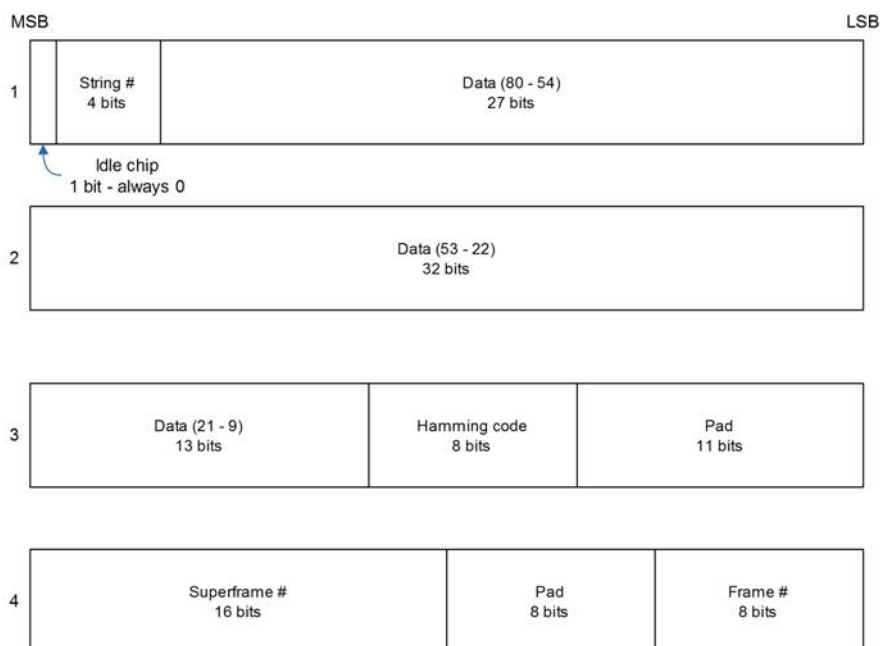 MSB
LSB
1
String #
4 bits
Data (80 - 54)
27 bits
Idle chip
1 bit - always 0
2
Data (53 - 22)
32 bits
3
Data (21 - 9)
13 bits
Hamming code
8 bits
Pad
11 bits
4
Superframe #
16 bits
Pad
8 bits
Frame #
8 bits